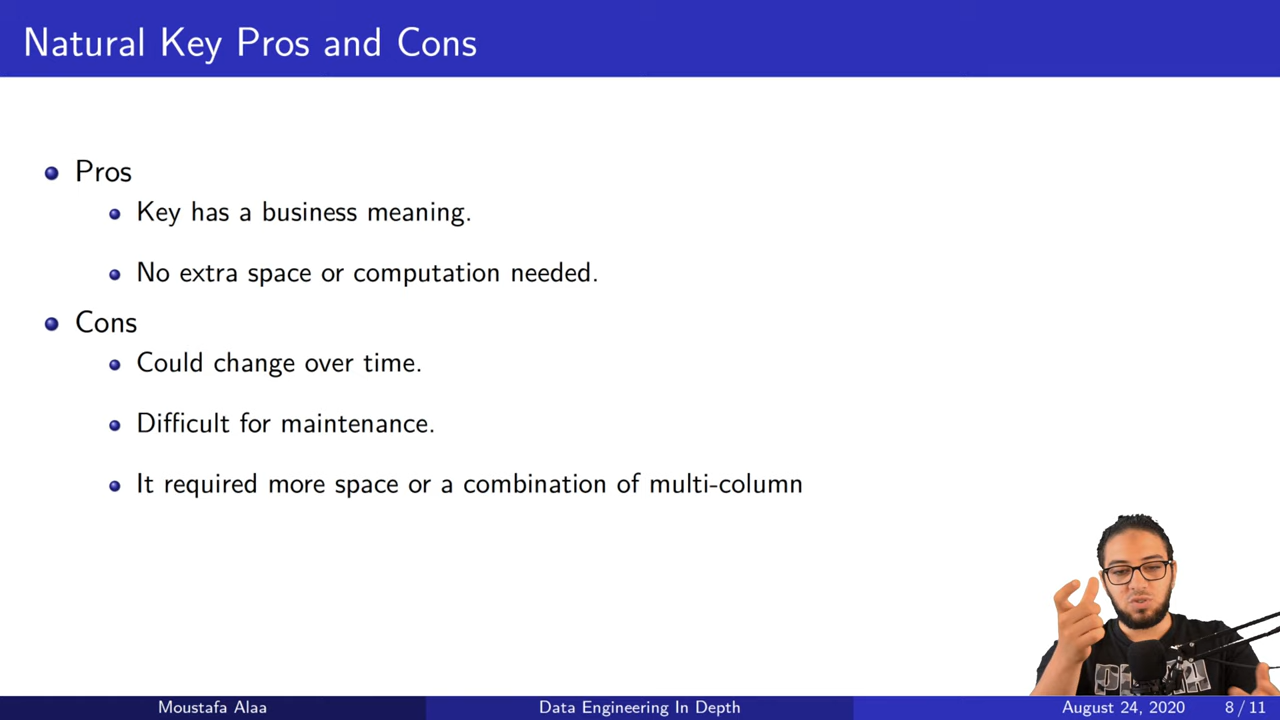 Natural Key Pros and Cons
Pros
Key has a business meaning.
No extra space or computation needed.
Cons
Could change over time.
Difficult for maintenance.
It required more space or a combination of multi-column
Moustafa Alaa Data Engineering In Depth August 24, 2020 8 / 11